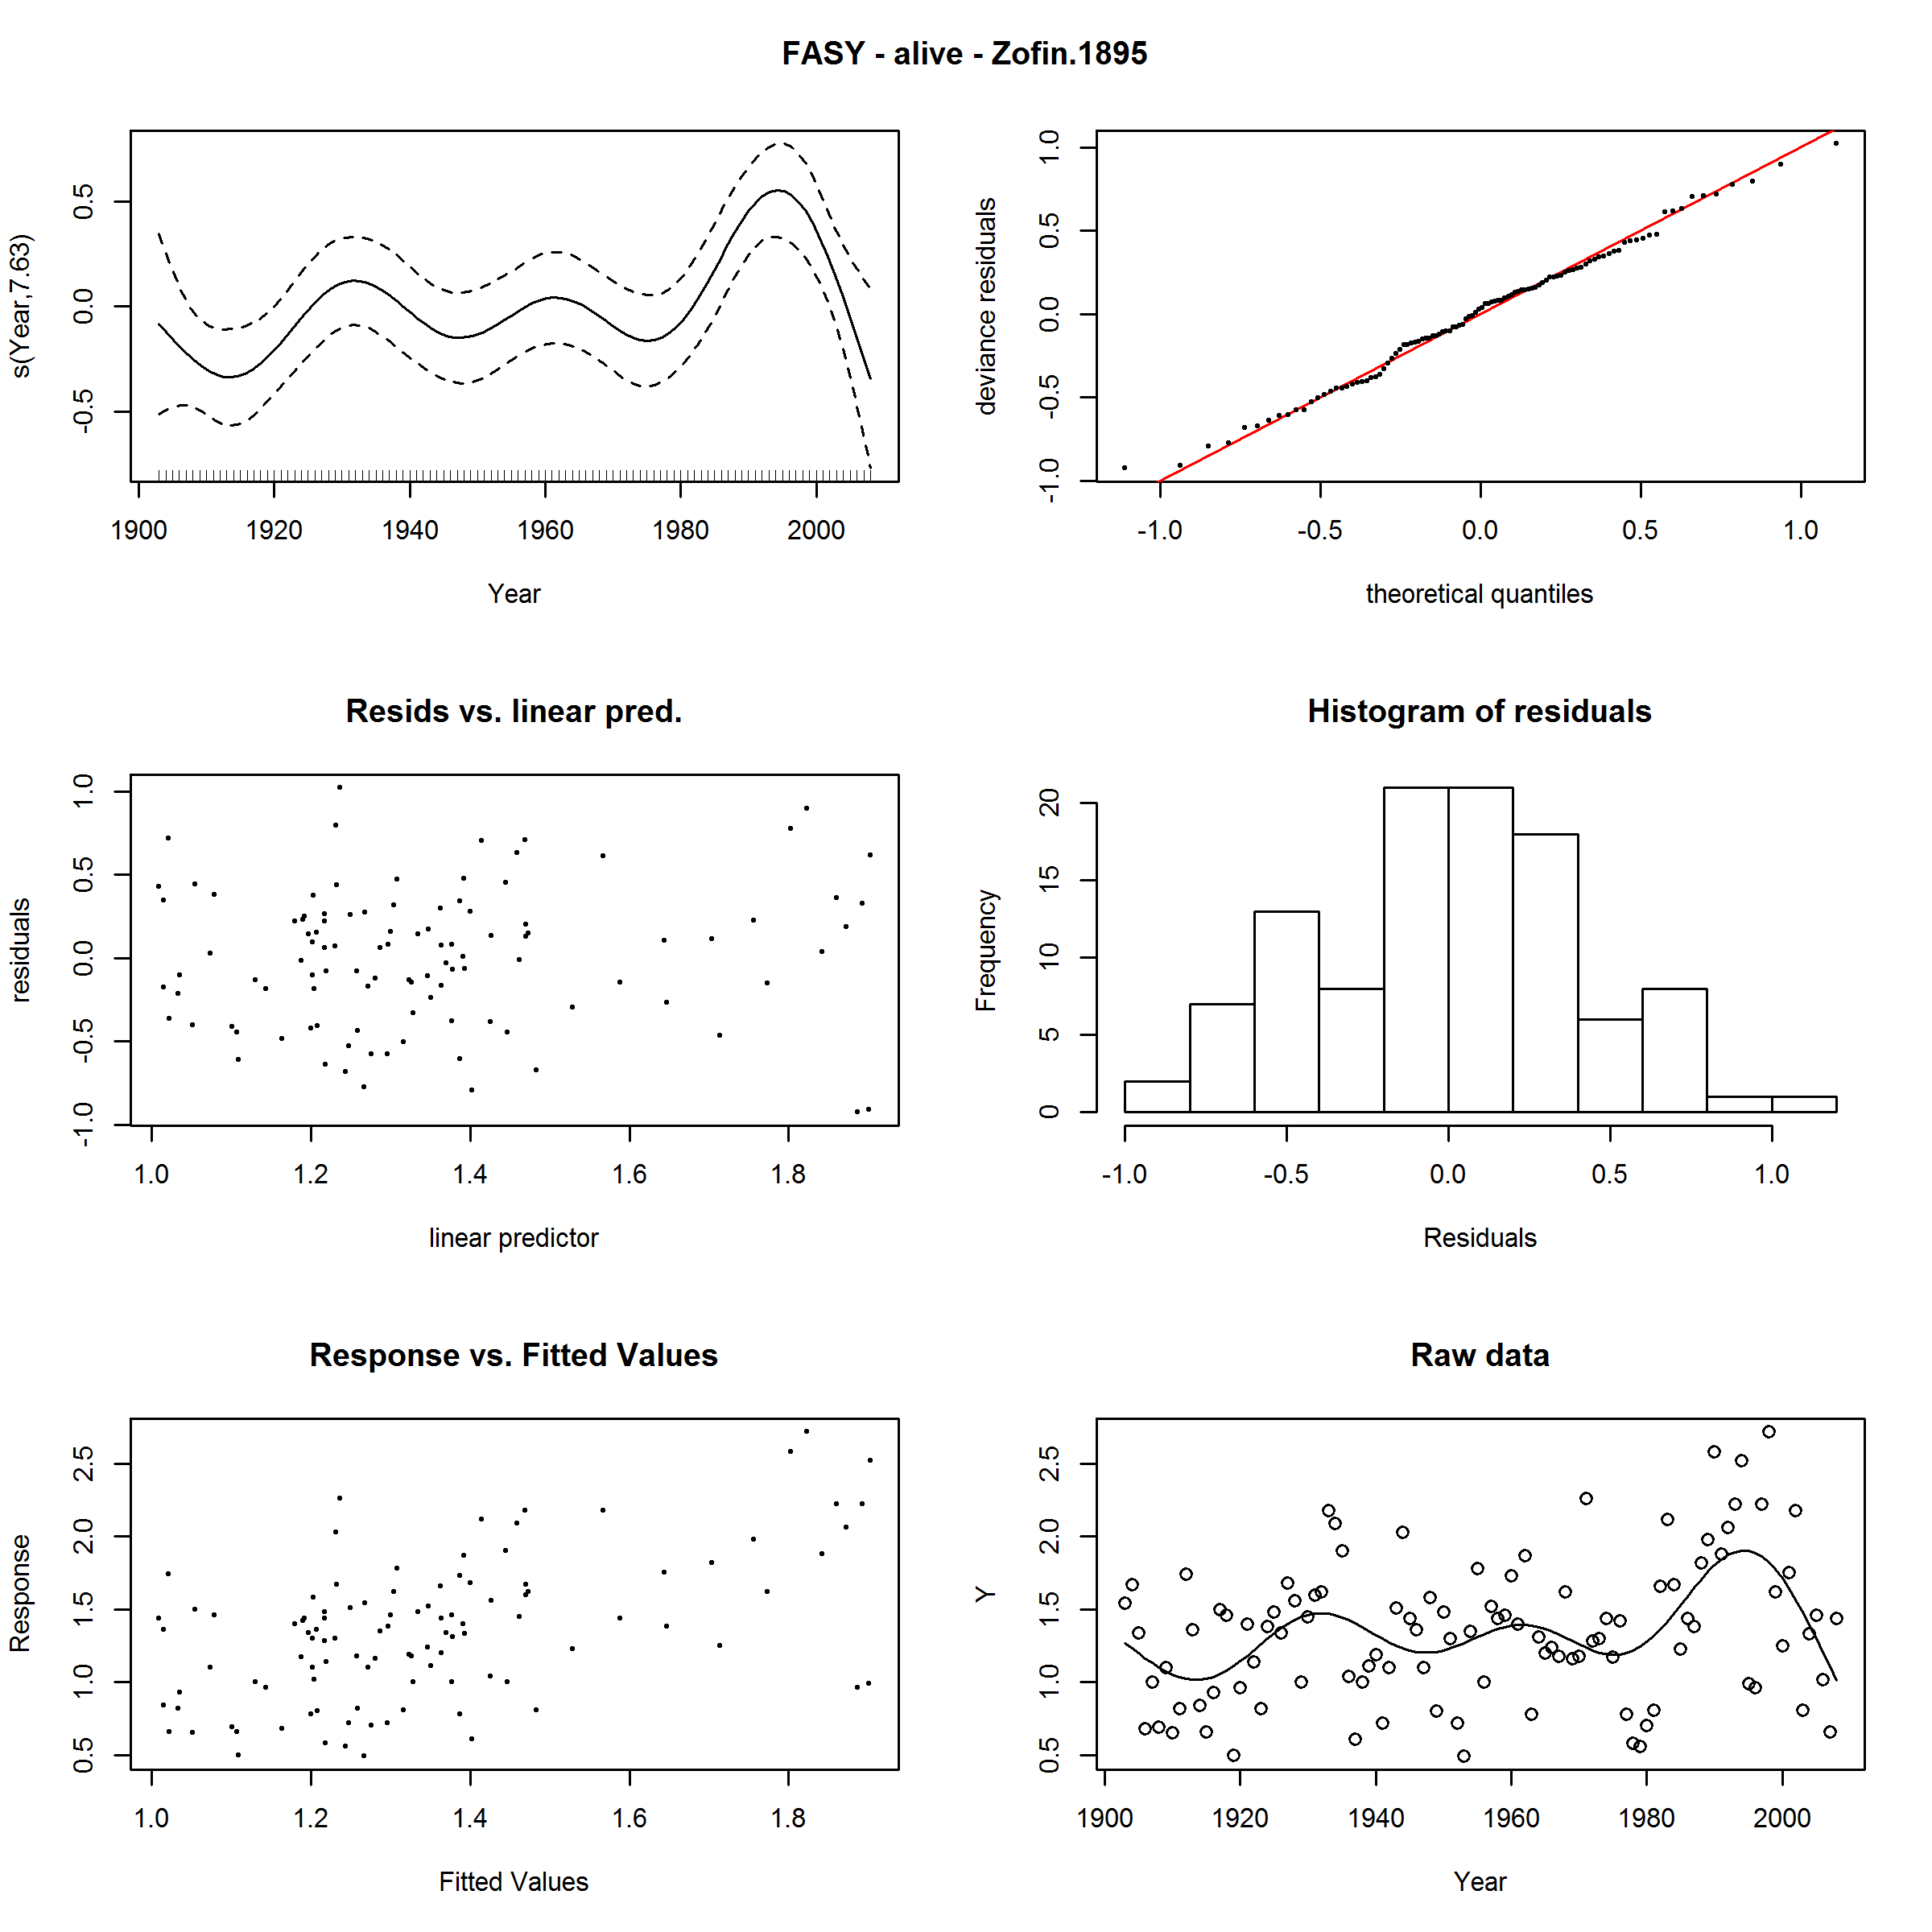 FASY - alive - Zofin.1895
s(Year,7.63)
-0.5 0.0 0.5
1900 1920 1940 1960 1980 2000
Year
deviance residuals
-1.0 -0.5 0.0 0.5 1.0
-1.0 -0.5 0.0 0.5 1.0
theoretical quantiles
Resids vs. linear pred.
residuals
-1.0 -0.5 0.0 0.5 1.0
1.0 1.2 1.4 1.6 1.8
linear predictor
Histogram of residuals
Frequency
0 5 10 15 20
-1.0 -0.5 0.0 0.5 1.0
Residuals
Response vs. Fitted Values
Response
0.5 1.0 1.5 2.0 2.5
1.0 1.2 1.4 1.6 1.8
Fitted Values
Raw data
Y
0.5 1.0 1.5 2.0 2.5
1900 1920 1940 1960 1980 2000
Year